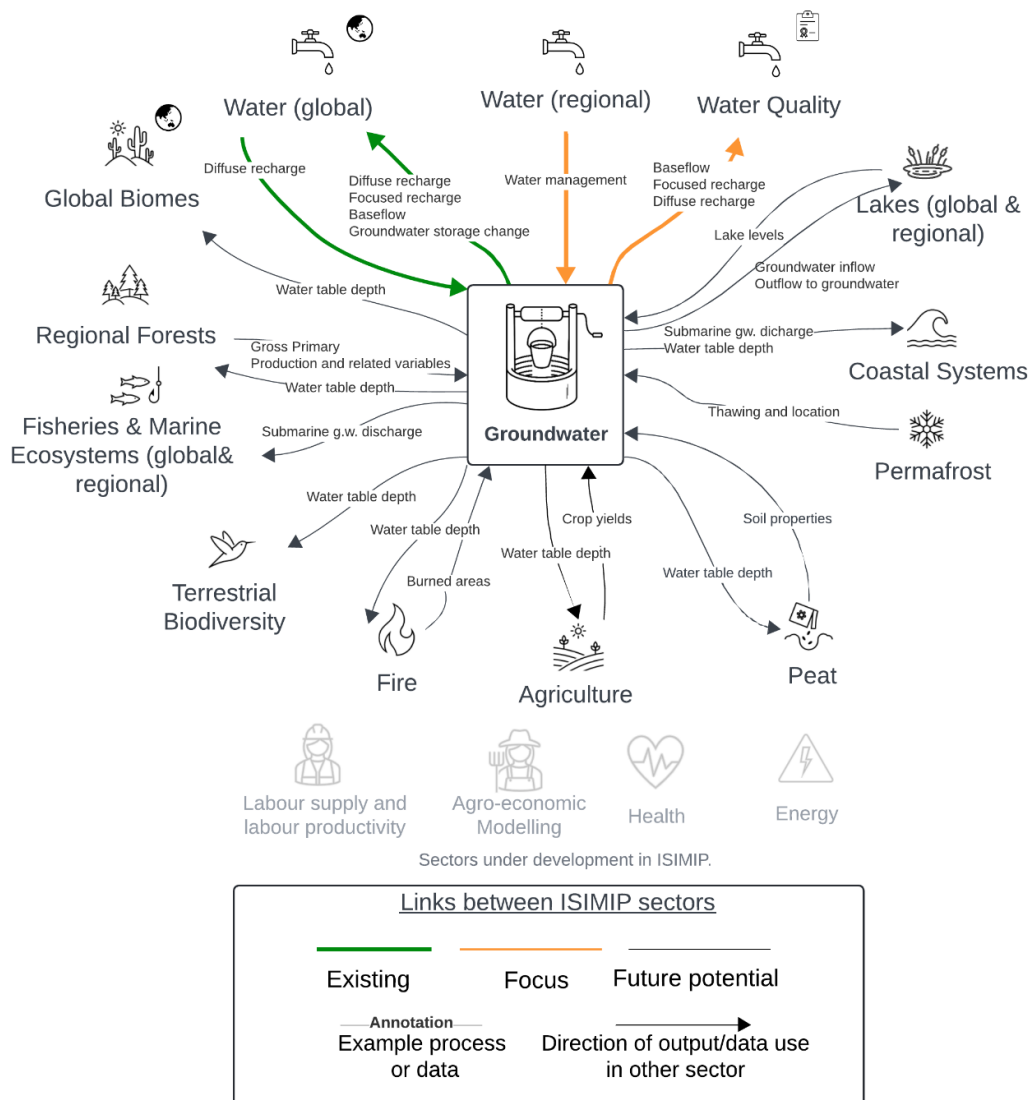 Water (global)
Water (regional)
Water Quality
Global Biomes
Diffuse recharge
Diffuse recharge
Focused recharge
Baseflow
Groundwater storage change
Water management
Baseflow
Focused recharge
Diffuse recharge
Lakes (global &
regional)
Lake levels
Groundwater inflow
Outflow to groundwater
Water table depth
Regional Forests
Gross Primary
Production and related variables
Water table depth
Submarine gw. dicharge
Water table depth
Coastal Systems
Fisheries & Marine
Ecosystems (global&
regional)
Submarine g.w. discharge
Groundwater
Thawing and location
Permafrost
Water table depth
Terrestrial
Biodiversity
Water table depth
Burned areas
Fire
Crop yields
Water table depth
Agriculture
Soil properties
Water table depth
Peat
Labour supply and
labour productivity
Agro-economic
Modelling
Health
Energy
Sectors under development in ISIMIP.
Links between ISIMIP sectors
Existing
Focus
Future potential
Annotation
Example process
or data
Direction of output/data use
in other sector